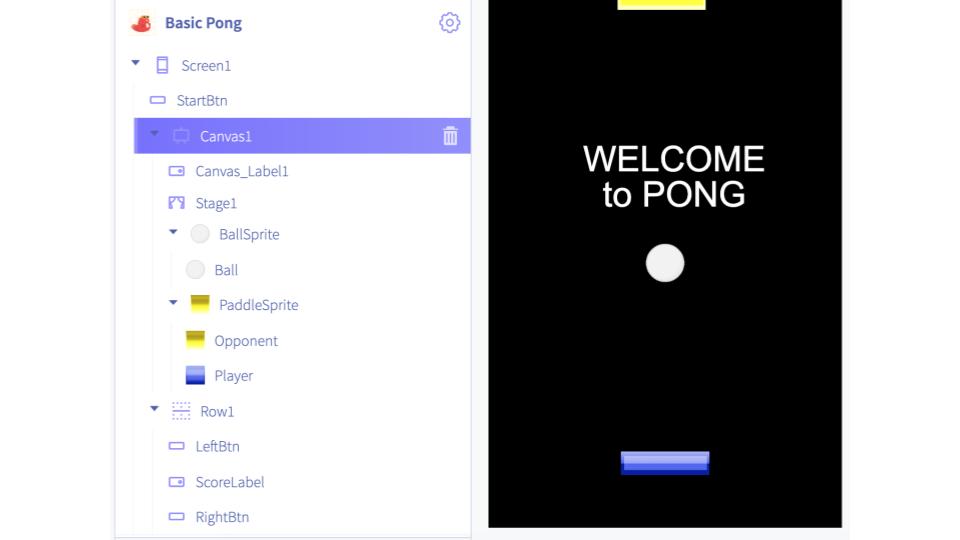 Basic Pong
Screen1
StartBtn
Canvas1
Canvas_Label1
Stage1
BallSprite
Ball
PaddleSprite
Opponent
Player
Row1
LeftBtn
ScoreLabel
RightBtn
WELCOME
to PONG